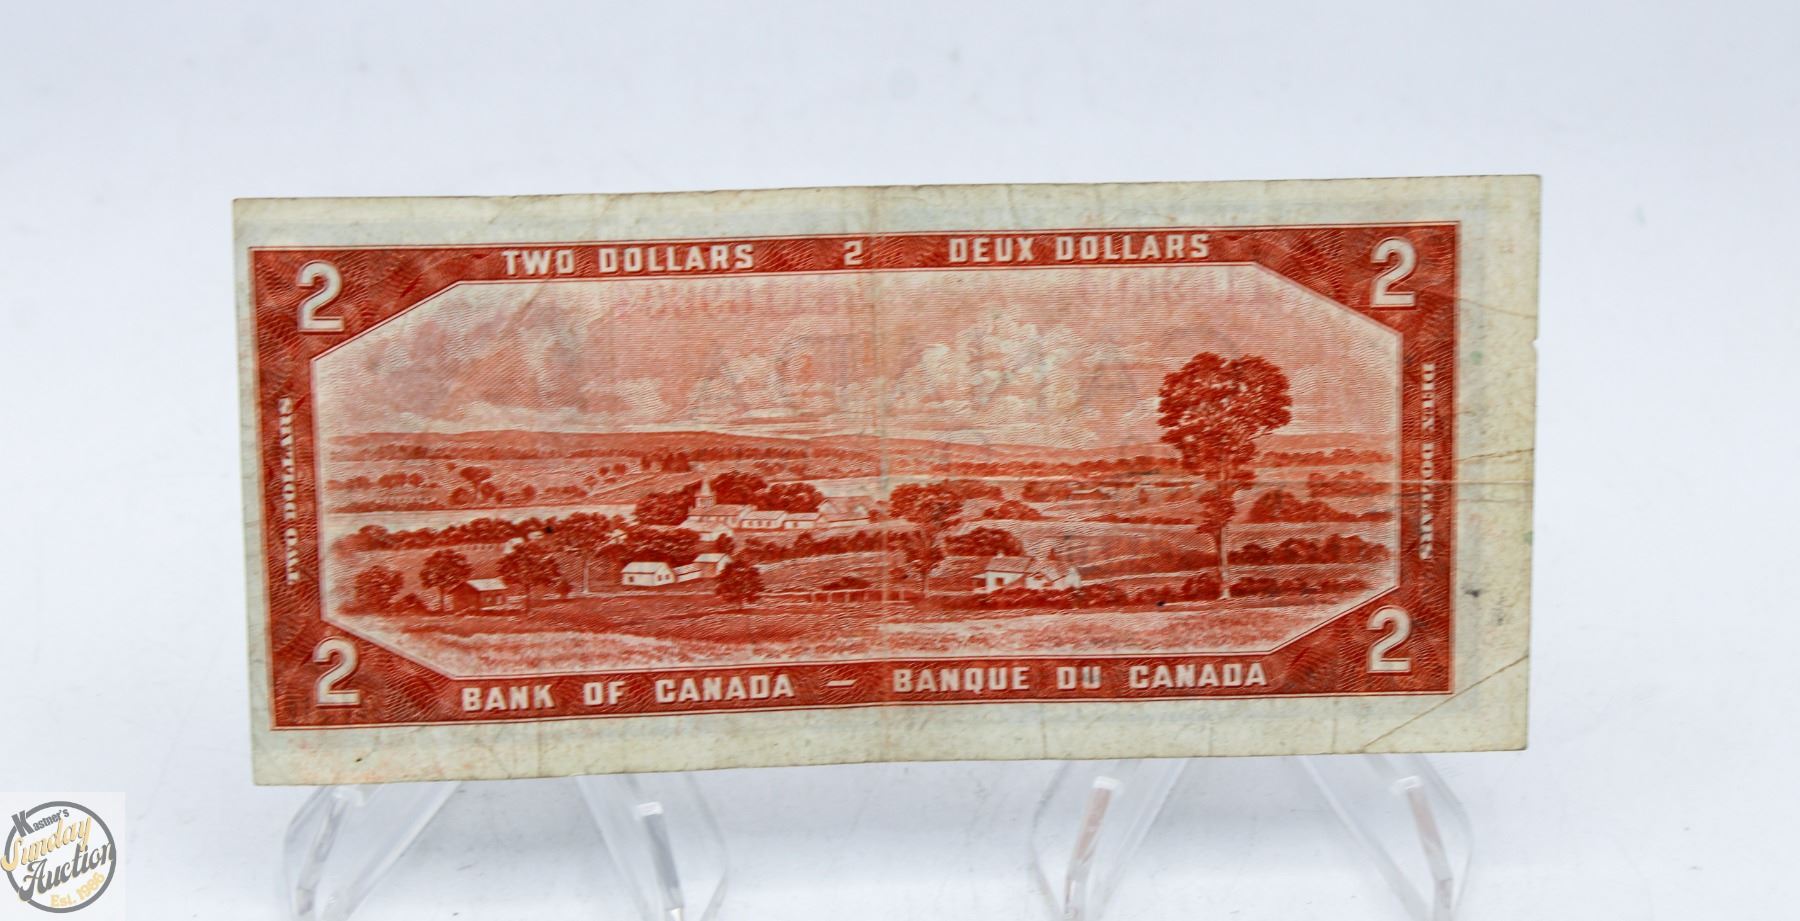 TWO DOLLARS 2 DEUX DOLLARS
2 2
TWO DOLLARS
DEUX DOLLARS
2 2
BANK OF CANADA — BANQUE DU CANADA
Kastner's
Sunday
Auction
Est. 1986